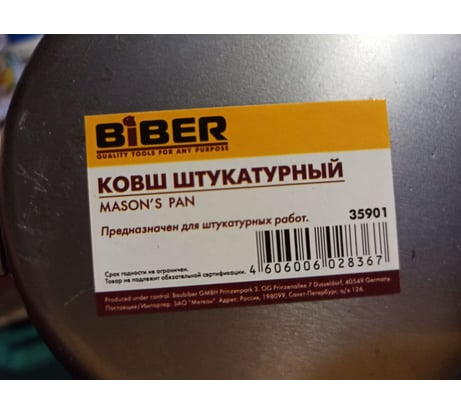 BiBER
QUALITY TOOLS FOR ANY PURPOSE
КОВШ ШТУКАТУРНЫЙ
MASON'S PAN
Предназначен для штукатурных работ.
35901
4 606006 028367
Срок годности не ограничен.
Товар не подлежит обязательной сертификации.
Produced under control: Baubiber GMBH Prinzenpark 3. OG Prinzenallee 7 Dusseldorf, 40549 Germany.
Поставщик/Импортер: ЗАО "Метизы". Адрес: Россия, 198099, Санкт-Петербург, а/я 126.